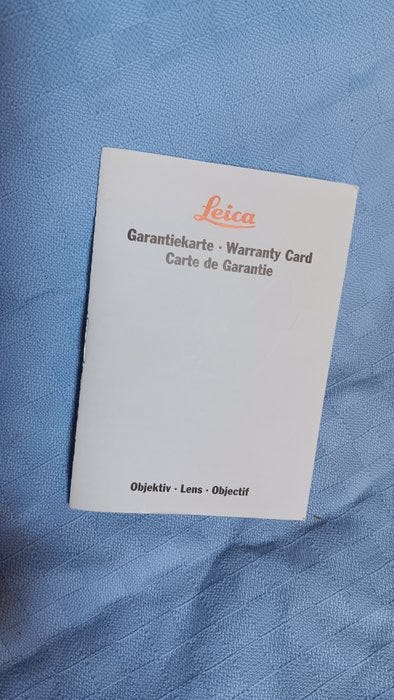 Leica
Garantiekarte · Warranty Card
Carte de Garantie
Objektiv · Lens · Objectif